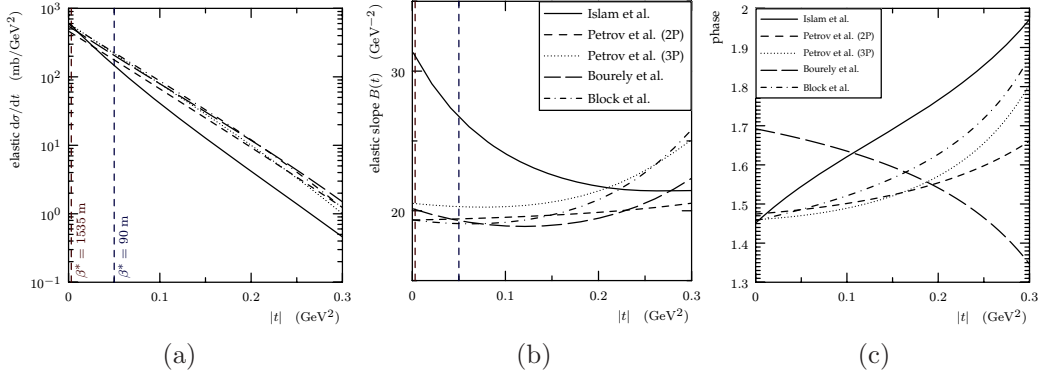 10³
10²
10¹
10⁰
10⁻¹
elastic dσ/dt (mb/GeV²)
β* = 1535 m
β* = 90 m
0
0.1
0.2
0.3
|t| (GeV²)
(a)
elastic slope B(t) (GeV⁻²)
30
20
Islam et al.
Petrov et al. (2P)
Petrov et al. (3P)
Bourely et al.
Block et al.
0
0.1
0.2
0.3
|t| (GeV²)
(b)
phase
2
1.9
1.8
1.7
1.6
1.5
1.4
1.3
Islam et al.
Petrov et al. (2P)
Petrov et al. (3P)
Bourely et al.
Block et al.
0
0.1
0.2
0.3
|t| (GeV²)
(c)